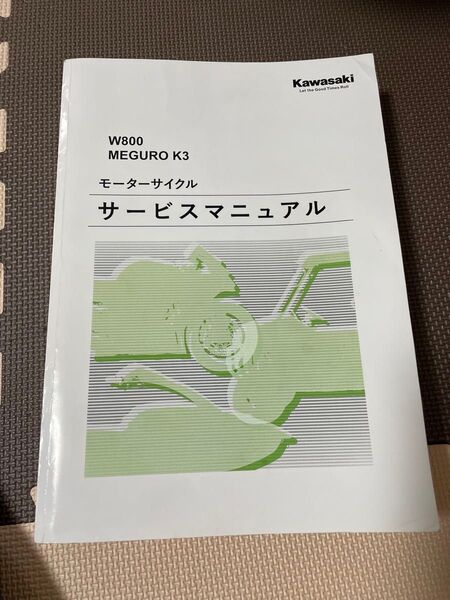 Kawasaki
Let the Good Times Roll
W800
MEGURO K3
モーターサイクル
サービスマニュアル